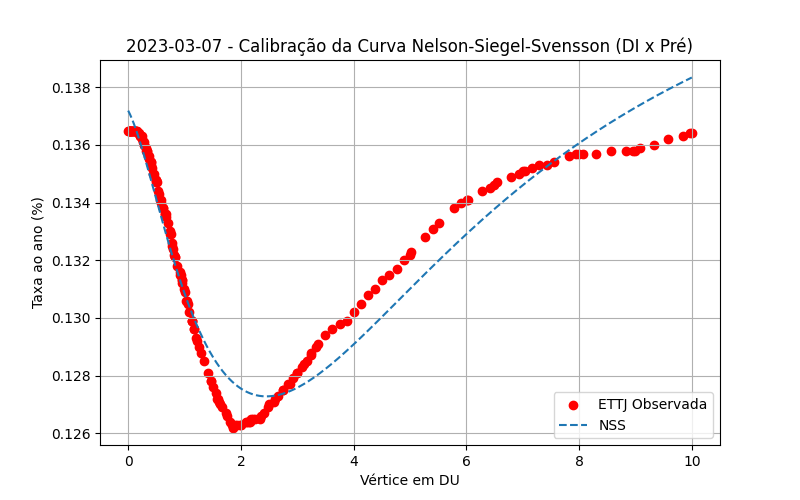 2023-03-07 - Calibração da Curva Nelson-Siegel-Svensson (DI x Pré)
Taxa ao ano (%)
0.138
0.136
0.134
0.132
0.130
0.128
0.126
ETTJ Observada
NSS
0 2 4 6 8 10
Vértice em DU